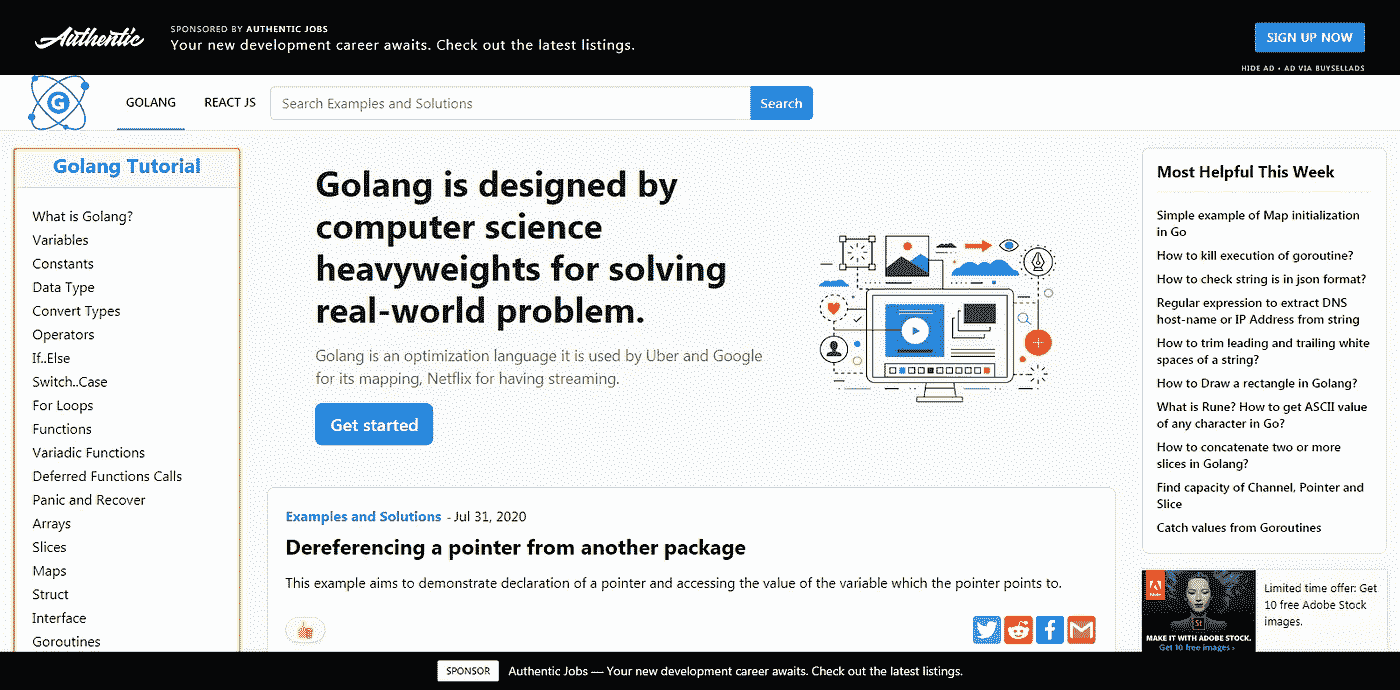 Authentic
SPONSORED BY AUTHENTIC JOBS
Your new development career awaits. Check out the latest listings.
SIGN UP NOW
HIDE AD • AD VIA BUYSELLADS
G
GOLANG
REACT JS
Search Examples and Solutions
Search
Golang Tutorial
What is Golang?
Variables
Constants
Data Type
Convert Types
Operators
If..Else
Switch..Case
For Loops
Functions
Variadic Functions
Deferred Functions Calls
Panic and Recover
Arrays
Slices
Maps
Struct
Interface
Goroutines
Golang is designed by
computer science
heavyweights for solving
real-world problem.
Golang is an optimization language it is used by Uber and Google
for its mapping, Netflix for having streaming.
Get started
Examples and Solutions - Jul 31, 2020
Dereferencing a pointer from another package
This example aims to demonstrate declaration of a pointer and accessing the value of the variable which the pointer points to.
Most Helpful This Week
Simple example of Map initialization
in Go
How to kill execution of goroutine?
How to check string is in json format?
Regular expression to extract DNS
host-name or IP Address from string
How to trim leading and trailing white
spaces of a string?
How to Draw a rectangle in Golang?
What is Rune? How to get ASCII value
of any character in Go?
How to concatenate two or more
slices in Golang?
Find capacity of Channel, Pointer and
Slice
Catch values from Goroutines
Adobe
St
MAKE IT WITH ADOBE STOCK.
Get 10 free images ›
Limited time offer: Get
10 free Adobe Stock
images.
SPONSOR
Authentic Jobs — Your new development career awaits. Check out the latest listings.